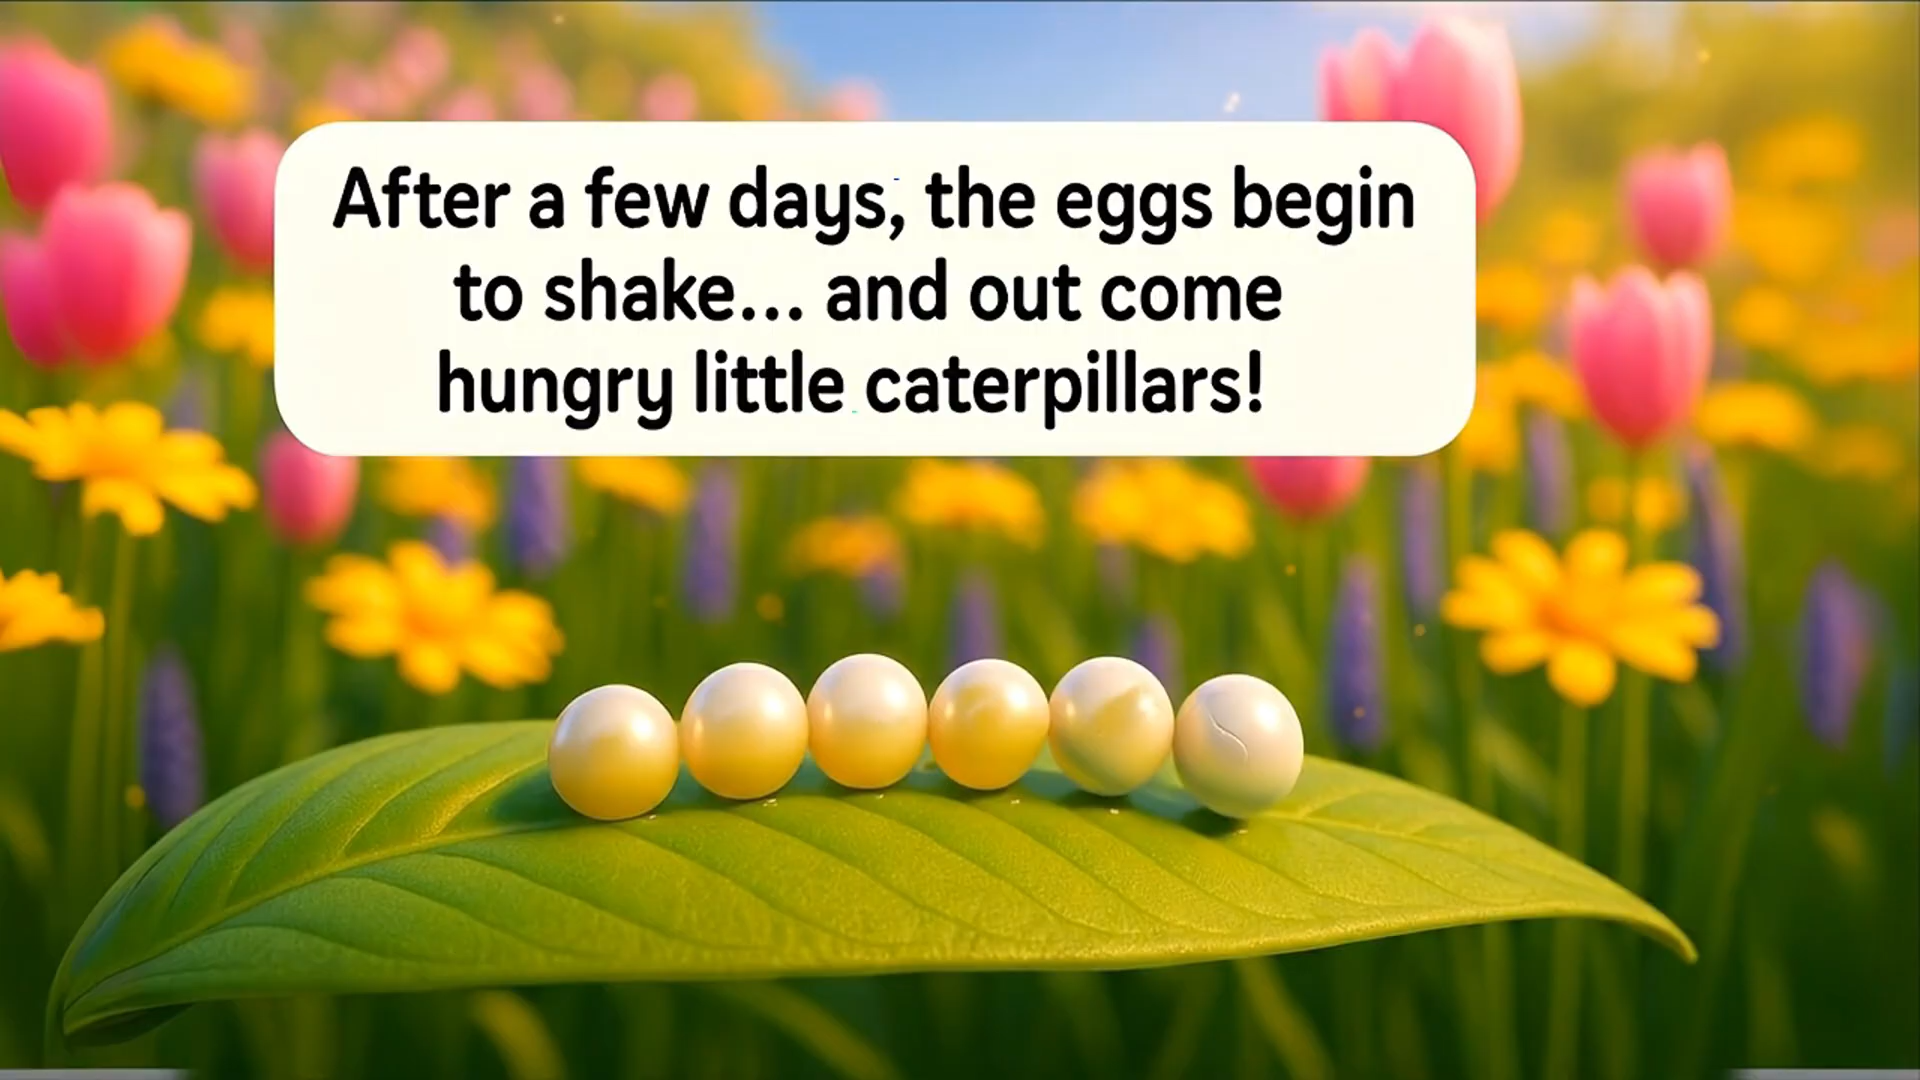 After a few days, the eggs begin
to shake... and out come
hungry little caterpillars!